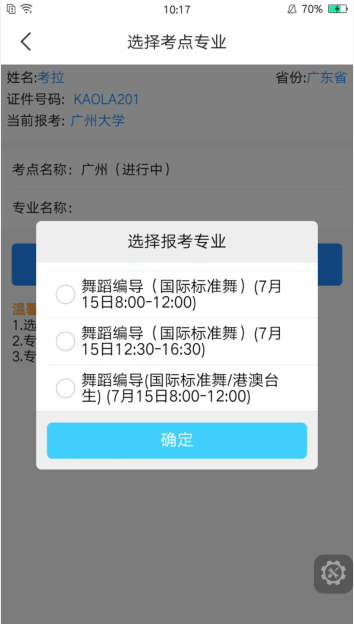 10:17
70%
选择考点专业
姓名:考拉 省份:广东省
证件号码: KAOLA201
当前报考: 广州大学
考点名称: 广州（进行中）
专业名称:
选择报考专业
舞蹈编导（国际标准舞）(7月
15日8:00-12:00)
舞蹈编导（国际标准舞）(7月
15日12:30-16:30)
舞蹈编导(国际标准舞/港澳台
生) (7月15日8:00-12:00)
温
1.选
2.专
3.专
确定